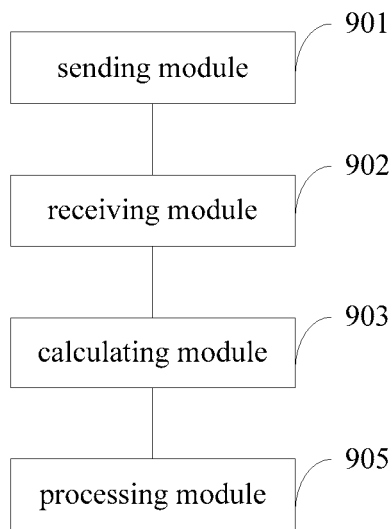 901
sending module
902
receiving module
903
calculating module
905
processing module